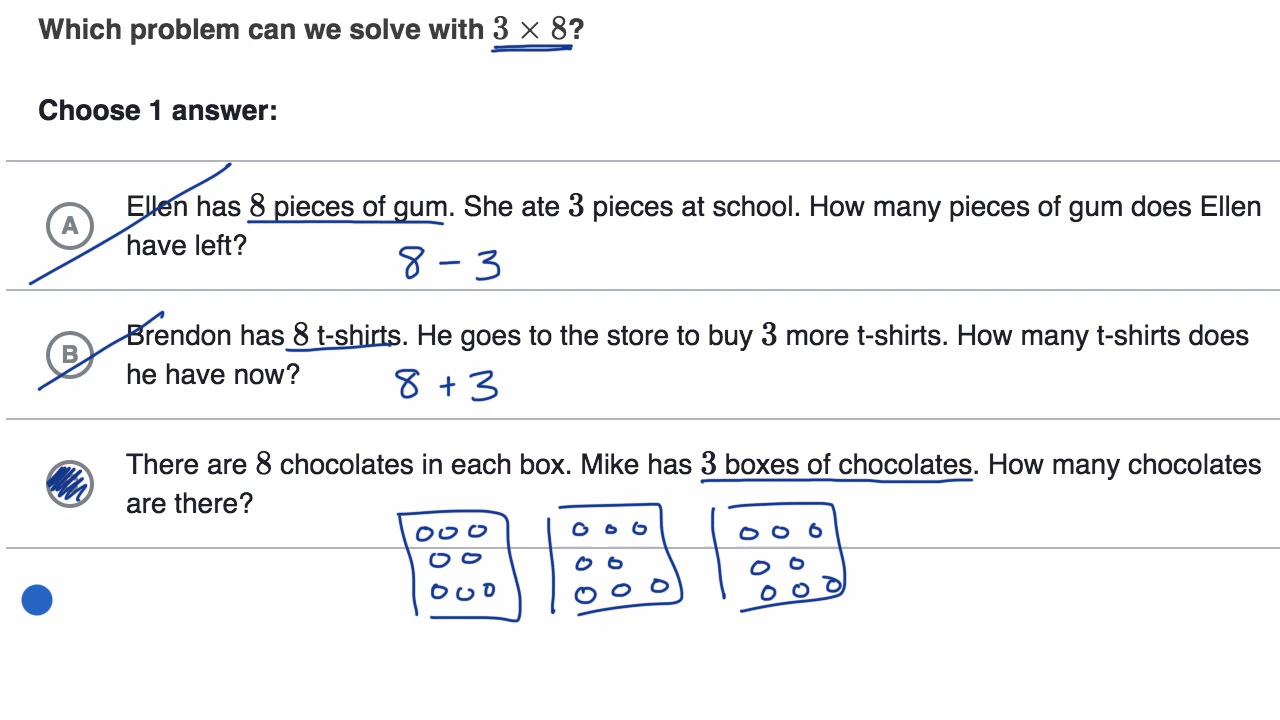 Which problem can we solve with 3 × 8?
Choose 1 answer:
A
Ellen has 8 pieces of gum. She ate 3 pieces at school. How many pieces of gum does Ellen
have left?
8 - 3
B
Brendon has 8 t-shirts. He goes to the store to buy 3 more t-shirts. How many t-shirts does
he have now?
8 + 3
There are 8 chocolates in each box. Mike has 3 boxes of chocolates. How many chocolates
are there?